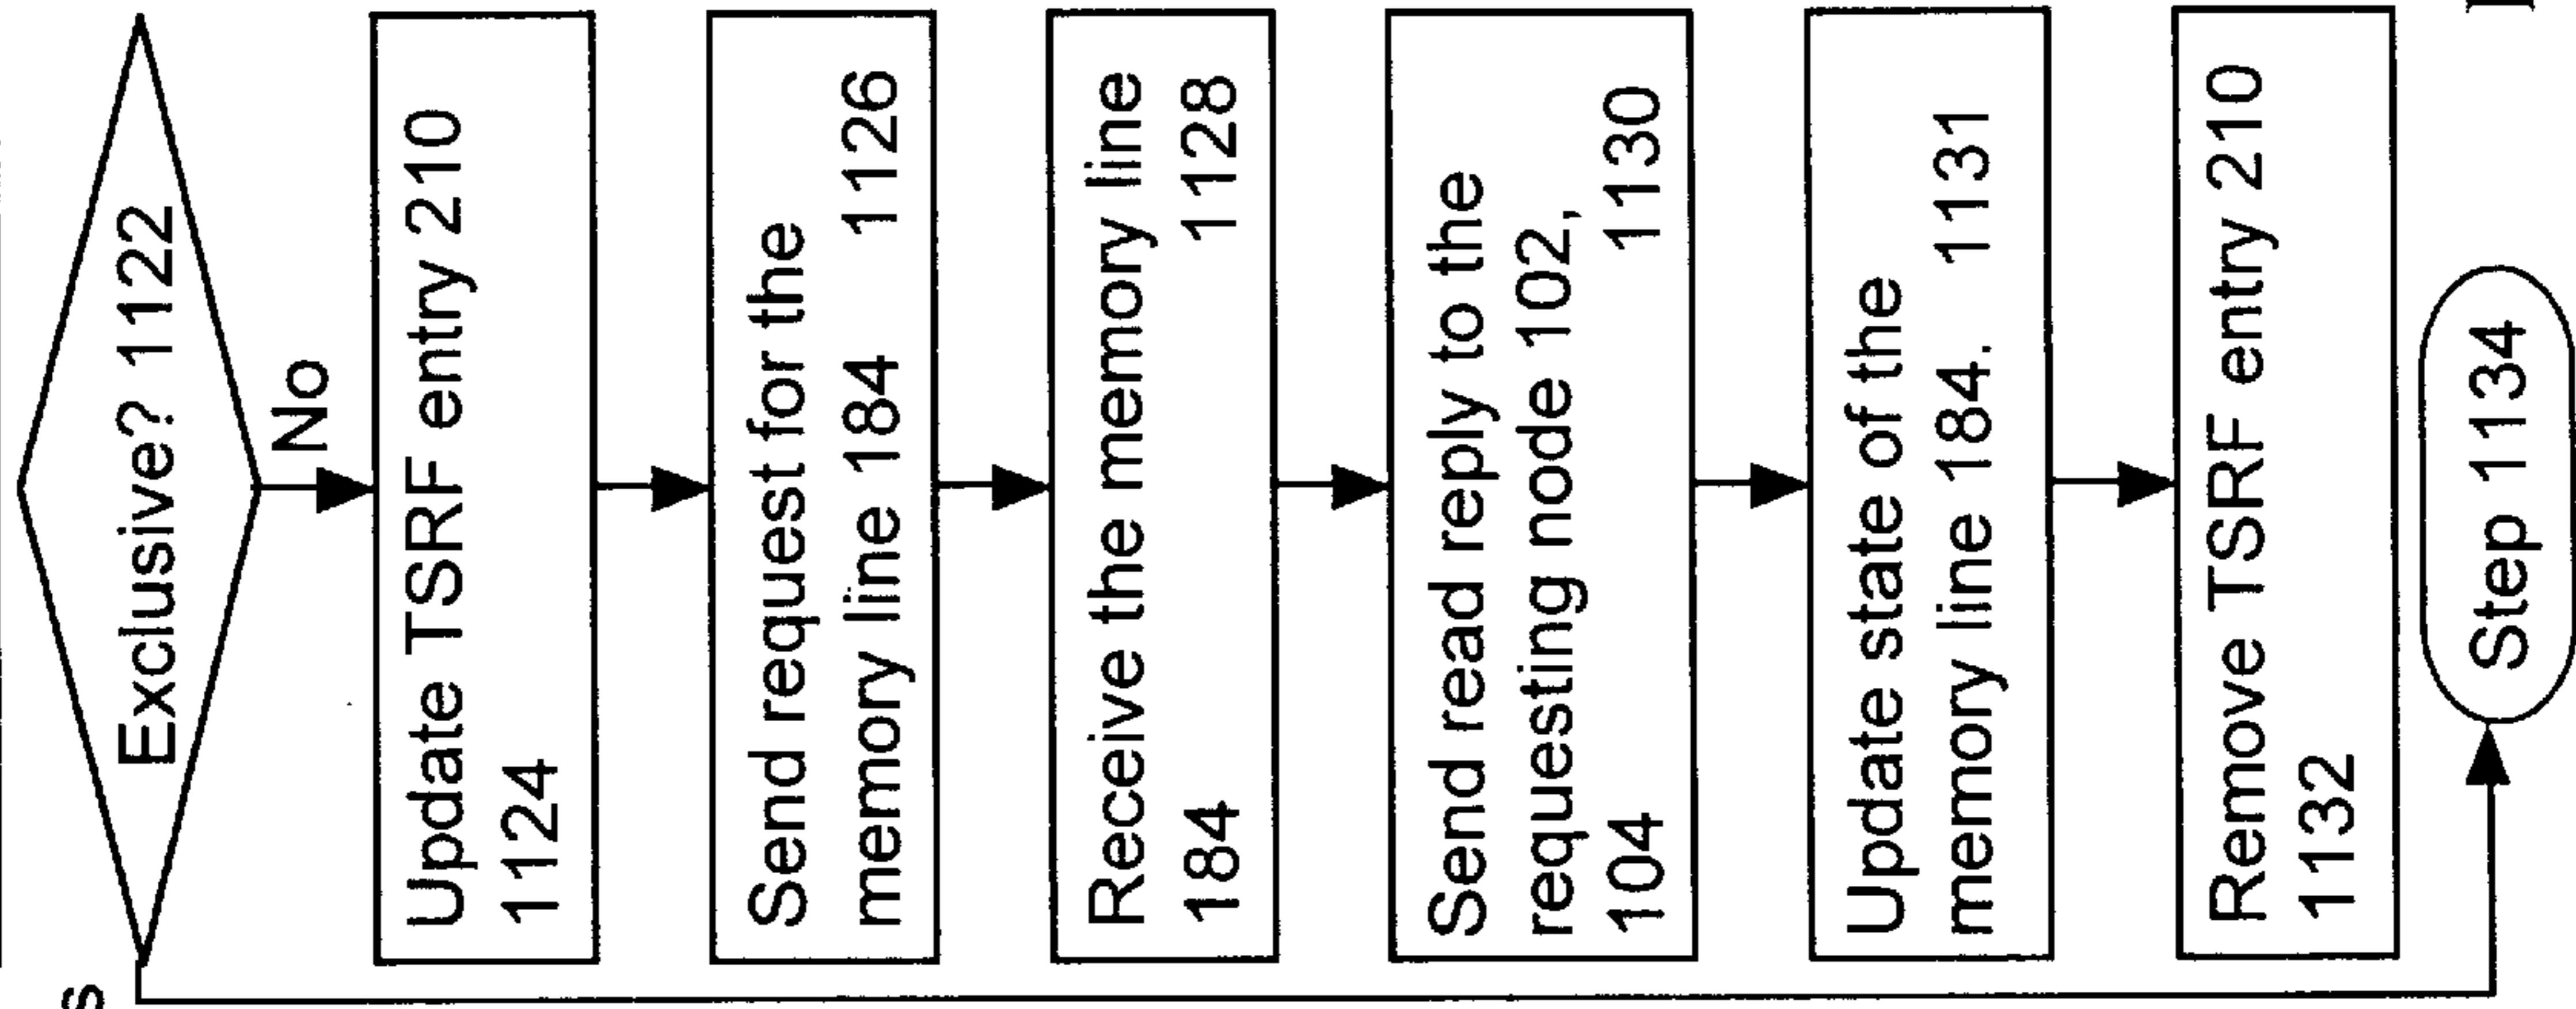 Exclusive? 1122
No
Update TSRF entry 210
1124
Send request for the
memory line 184 1126
Receive the memory line
184 1128
Send read reply to the
requesting node 102,
104 1130
Update state of the
memory line 184. 1131
Remove TSRF entry 210
1132
Step 1134